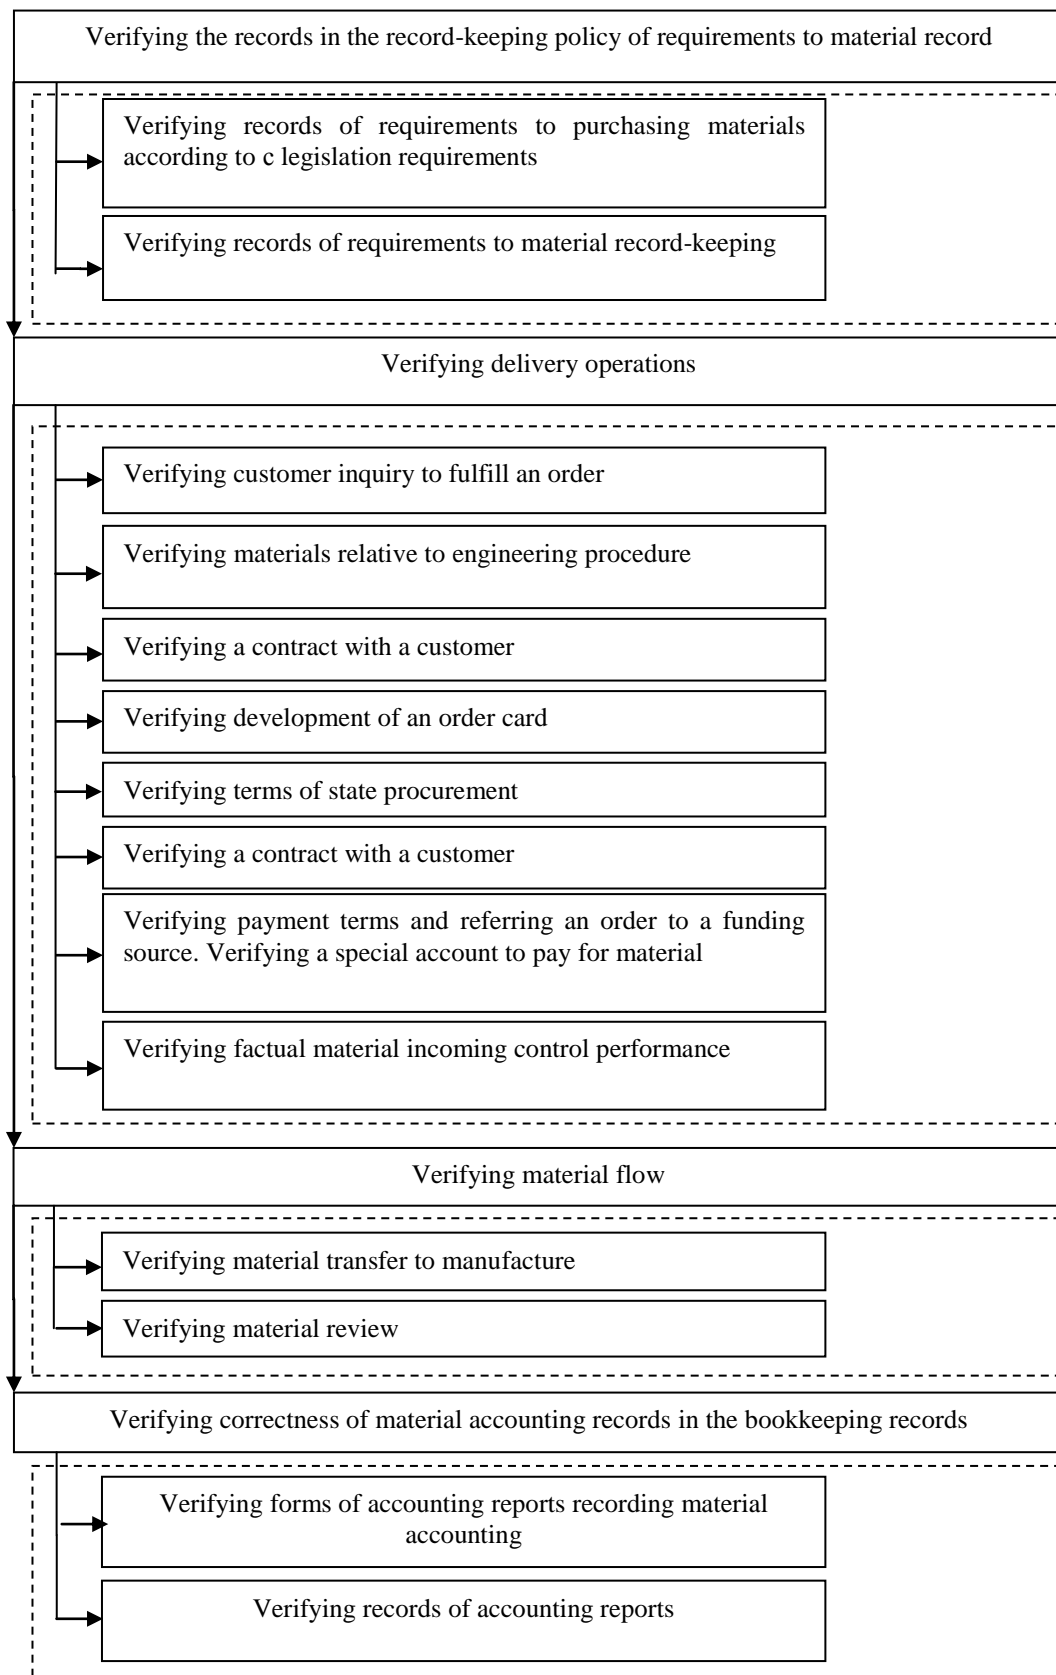 Verifying the records in the record-keeping policy of requirements to material record
Verifying records of requirements to purchasing materials
according to c legislation requirements
Verifying records of requirements to material record-keeping
Verifying delivery operations
Verifying customer inquiry to fulfill an order
Verifying materials relative to engineering procedure
Verifying a contract with a customer
Verifying development of an order card
Verifying terms of state procurement
Verifying a contract with a customer
Verifying payment terms and referring an order to a funding
source. Verifying a special account to pay for material
Verifying factual material incoming control performance
Verifying material flow
Verifying material transfer to manufacture
Verifying material review
Verifying correctness of material accounting records in the bookkeeping records
Verifying forms of accounting reports recording material
accounting
Verifying records of accounting reports